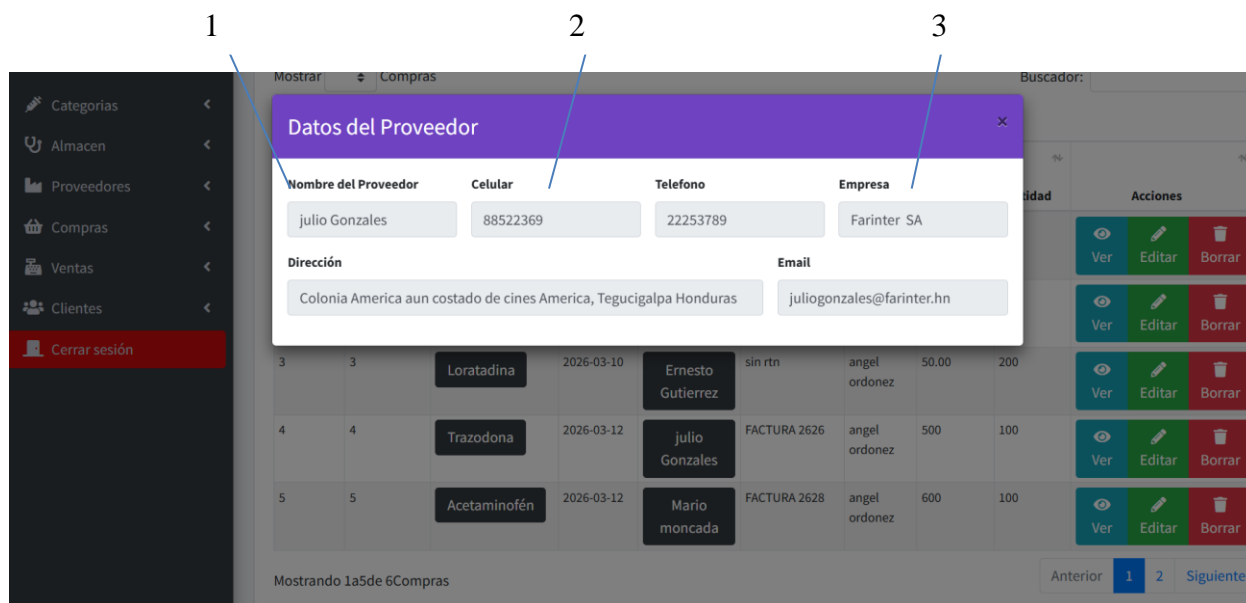 1 2 3
Mostrar Compras Buscador:
Categorias
Almacen
Proveedores
Compras
Ventas
Clientes
Cerrar sesión
Datos del Proveedor ×
Nombre del Proveedor Celular Telefono Empresa
julio Gonzales 88522369 22253789 Farinter SA
Dirección Email
Colonia America aun costado de cines America, Tegucigalpa Honduras juliogonzales@farinter.hn
tidad Acciones
Ver Editar Borrar
Ver Editar Borrar
3 3 Loratadina 2026-03-10 Ernesto sin rtn angel 50.00 200
Gutierrez ordonez
Ver Editar Borrar
4 4 Trazodona 2026-03-12 julio FACTURA 2626 angel 500 100
Gonzales ordonez
Ver Editar Borrar
5 5 Acetaminofén 2026-03-12 Mario FACTURA 2628 angel 600 100
moncada ordonez
Ver Editar Borrar
Mostrando 1a5de 6Compras Anterior 1 2 Siguiente